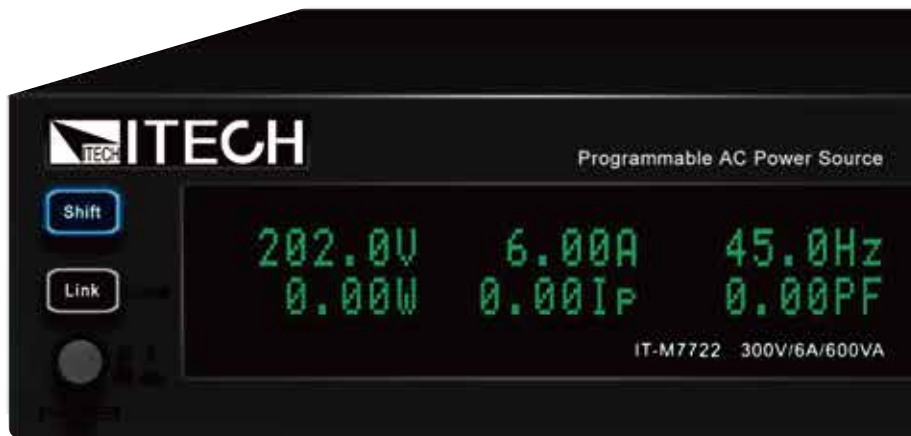 ITECH ITECH
Programmable AC Power Source
Shift
202.0V 6.00A 45.0Hz
Link
0.00W 0.00Ip 0.00PF
IT-M7722 300V/6A/600VA